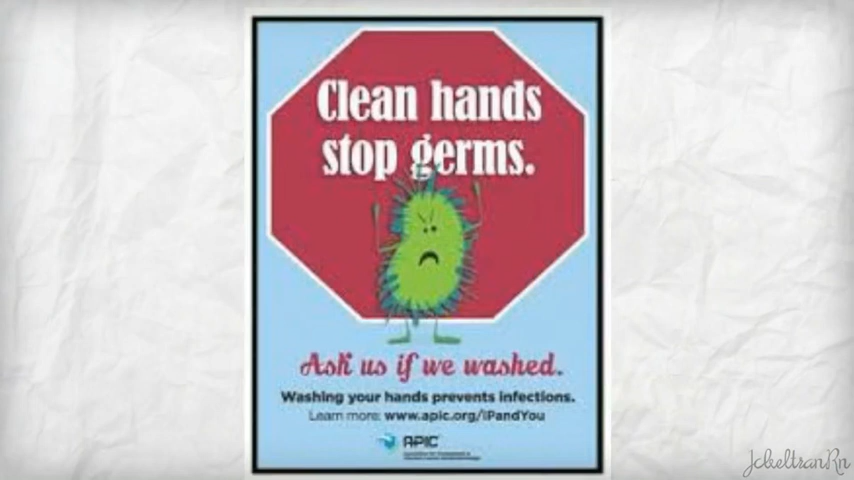 Clean hands
stop germs.
Ask us if we washed.
Washing your hands prevents infections.
Learn more: www.apic.org/IPandYou
APIC